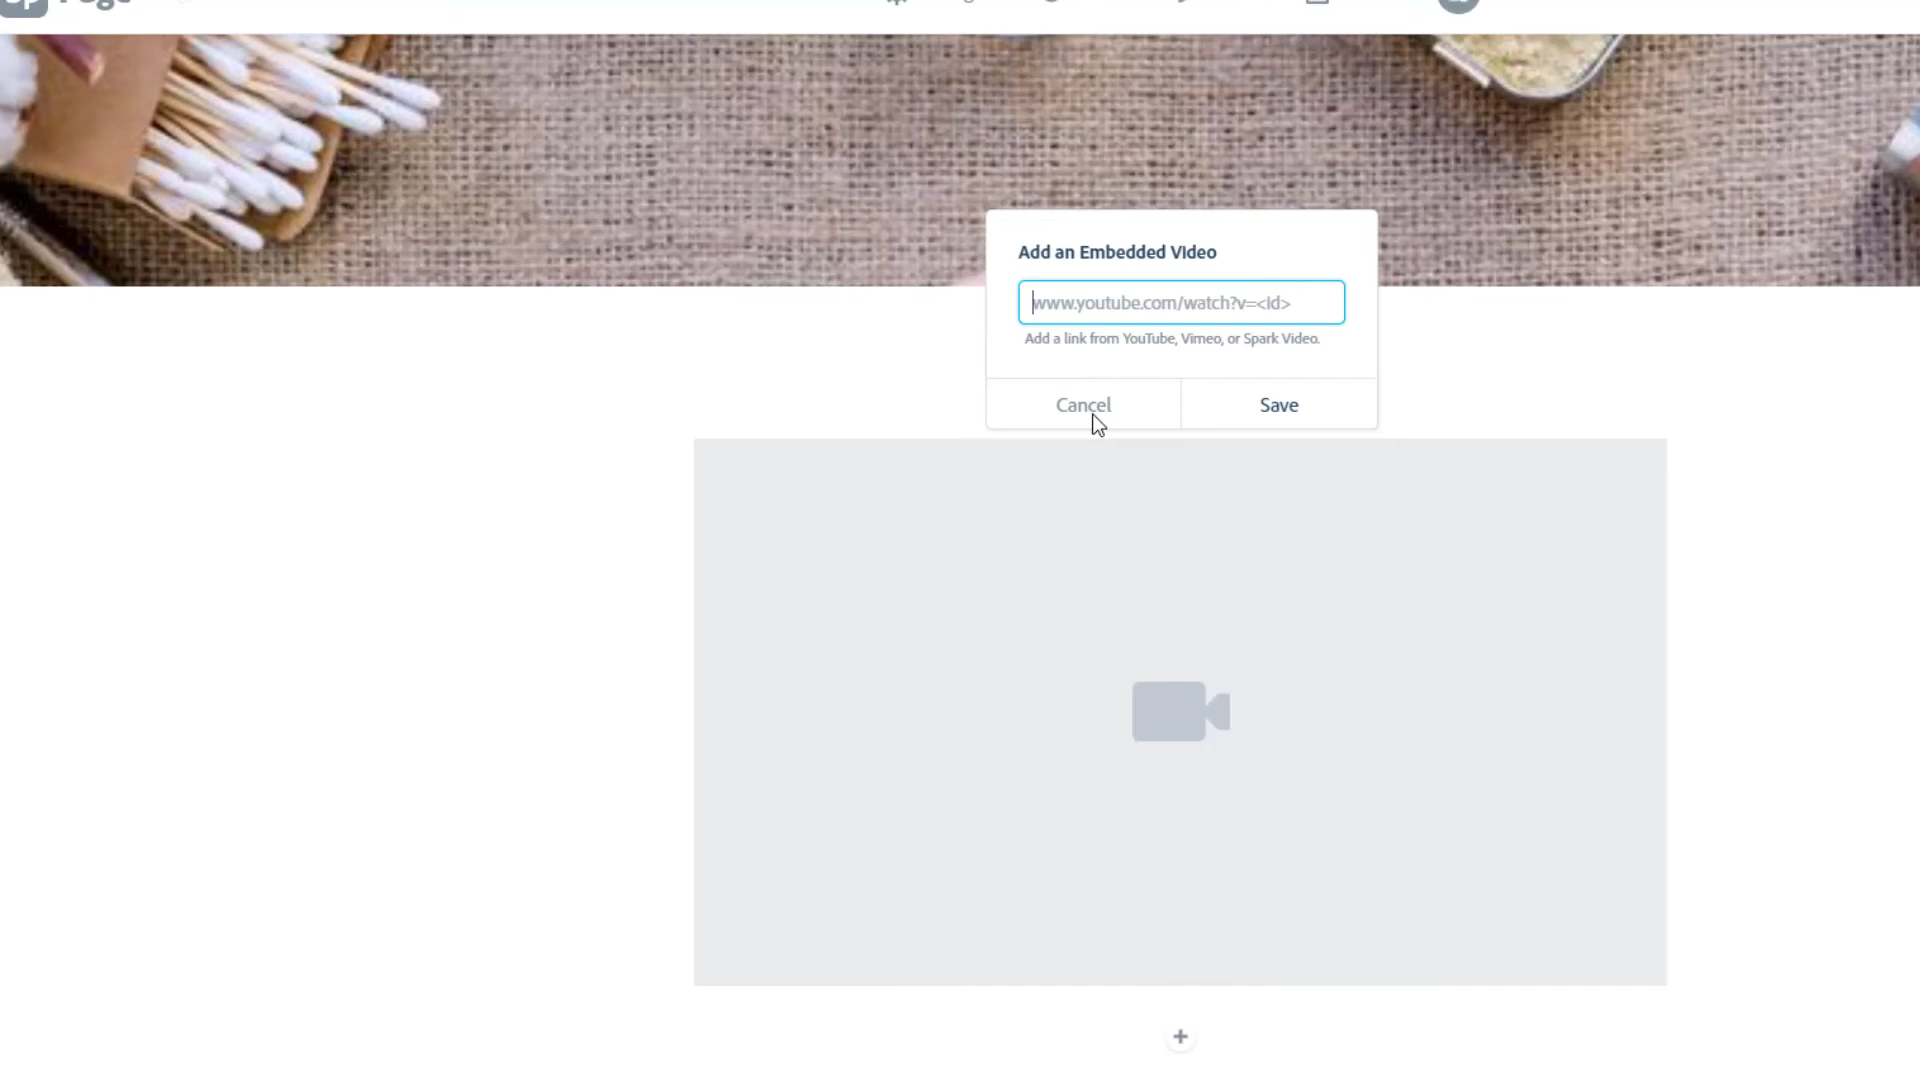 Add an Embedded Video
www.youtube.com/watch?v=<id>
Add a link from YouTube, Vimeo, or Spark Video.
Cancel
Save